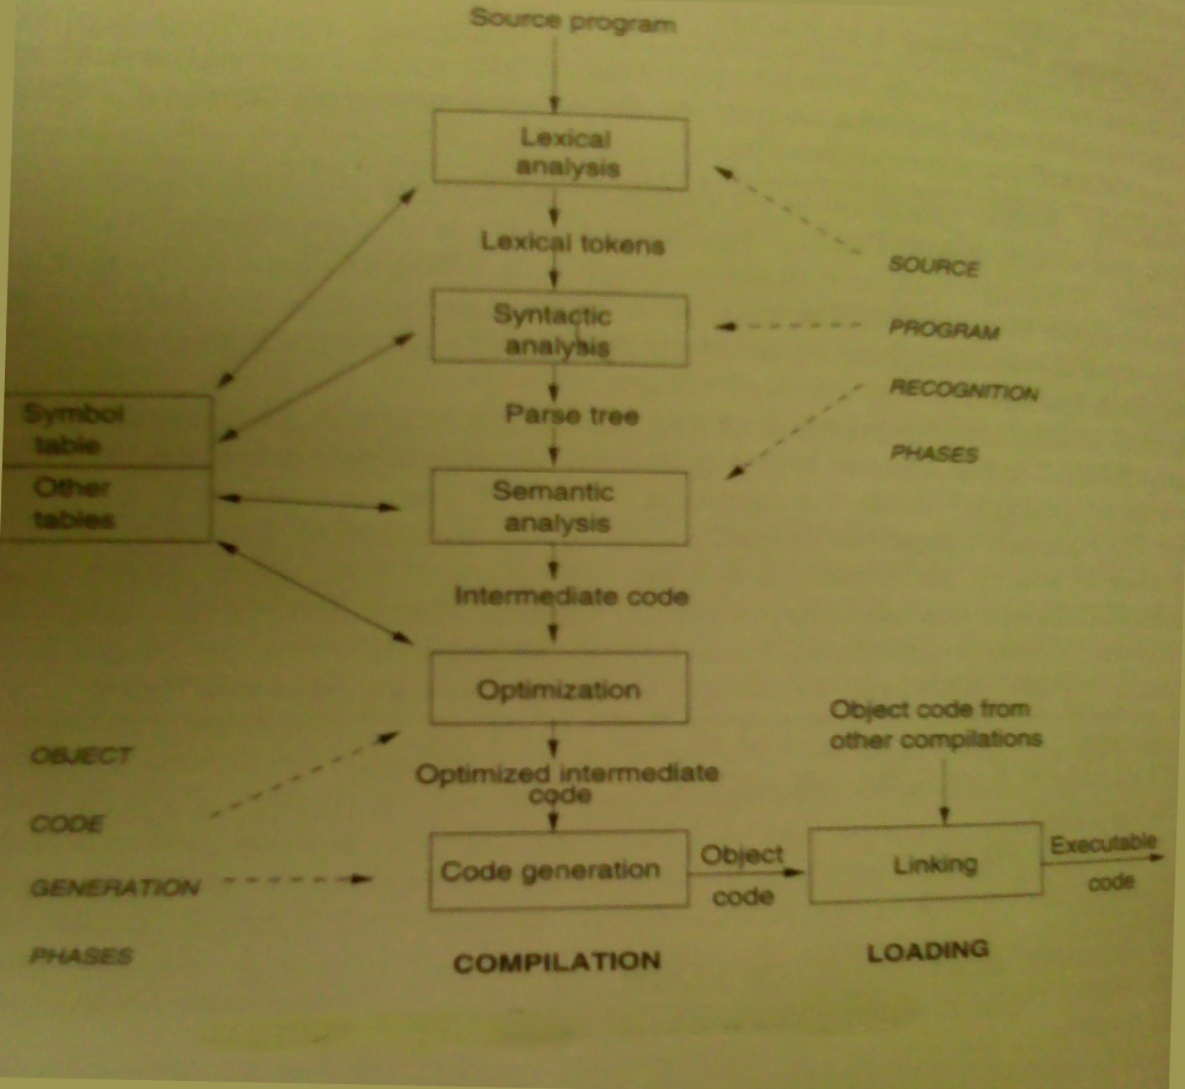 Source program
Lexical
analysis
Lexical tokens
SOURCE
Syntactic
analysis
PROGRAM
RECOGNITION
Parse tree
Symbol
table
PHASES
Other
tables
Semantic
analysis
Intermediate code
Optimization
Object code from
other compilations
OBJECT
Optimized intermediate
code
CODE
Code generation
Object
code
Linking
Executable
code
GENERATION
PHASES
COMPILATION
LOADING